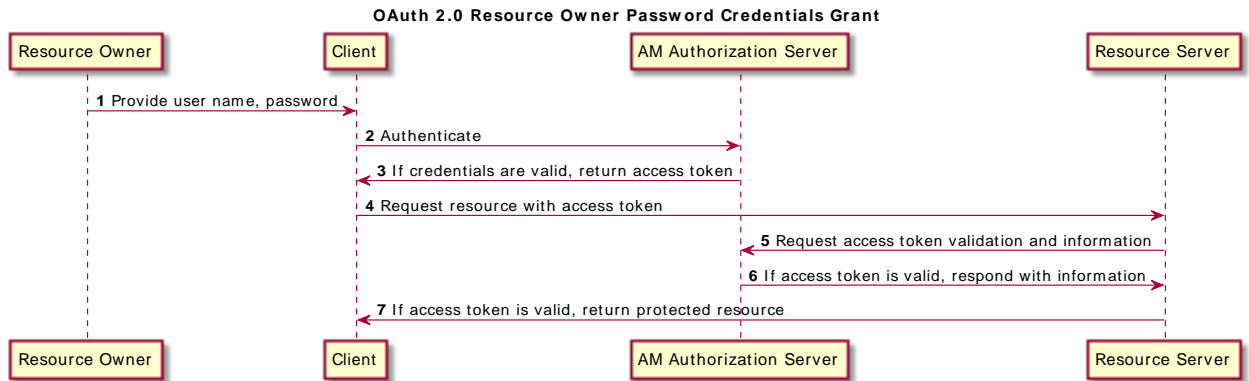 OAuth 2.0 Resource Owner Password Credentials Grant
Resource Owner
Client
AM Authorization Server
Resource Server
1 Provide user name, password
2 Authenticate
3 If credentials are valid, return access token
4 Request resource with access token
5 Request access token validation and information
6 If access token is valid, respond with information
7 If access token is valid, return protected resource
Resource Owner
Client
AM Authorization Server
Resource Server